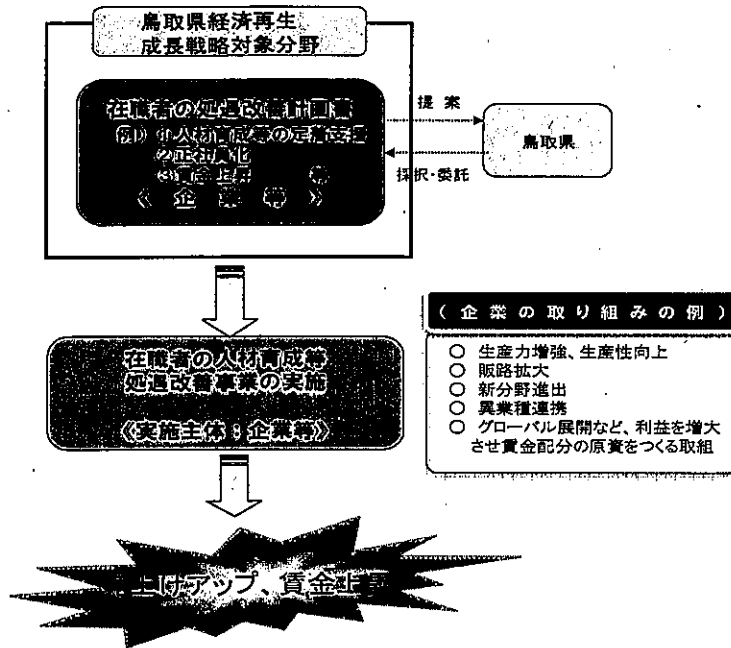 鳥取県経済再生
成長戦略対象分野
在職者の処遇改善計画書
例）①人材育成等の定着支援
②正社員化
③賃金上昇　　　等
《　企　業　等　》
提案
鳥取県
採択・委託
在職者の人材育成等
処遇改善事業の実施
《実施主体：企業等》
（企業の取り組みの例）
○ 生産力増強、生産性向上
○ 販路拡大
○ 新分野進出
○ 異業種連携
○ グローバル展開など、利益を増大
させ賃金配分の原資をつくる取組
上げアップ、賃金上